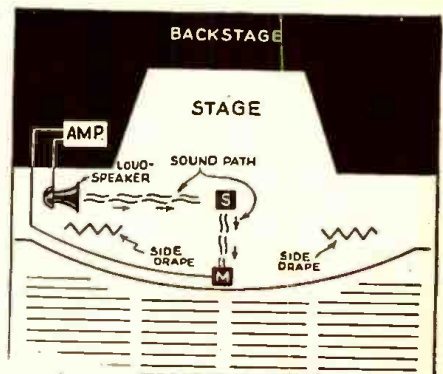 BACKSTAGE
STAGE
AMP.
LOUD-
SPEAKER
SOUND PATH
S
SIDE
DRAPE
SIDE
DRAPE
M